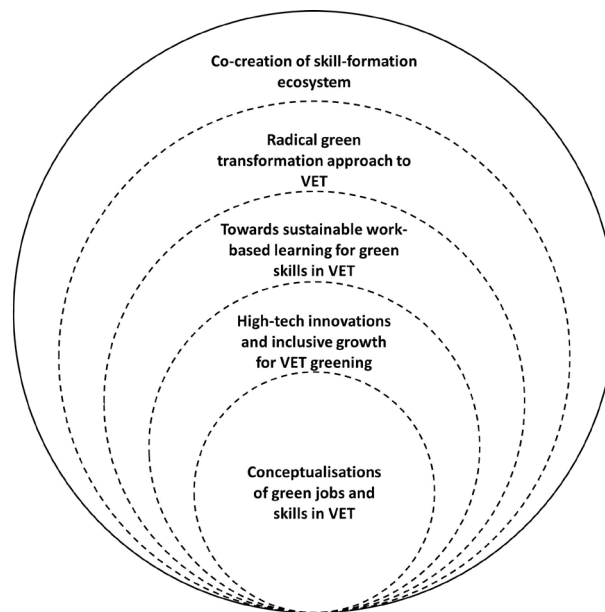 Co-creation of skill-formation
ecosystem
Radical green
transformation approach to
VET
Towards sustainable work-
based learning for green
skills in VET
High-tech innovations
and inclusive growth
for VET greening
Conceptualisations
of green jobs and
skills in VET